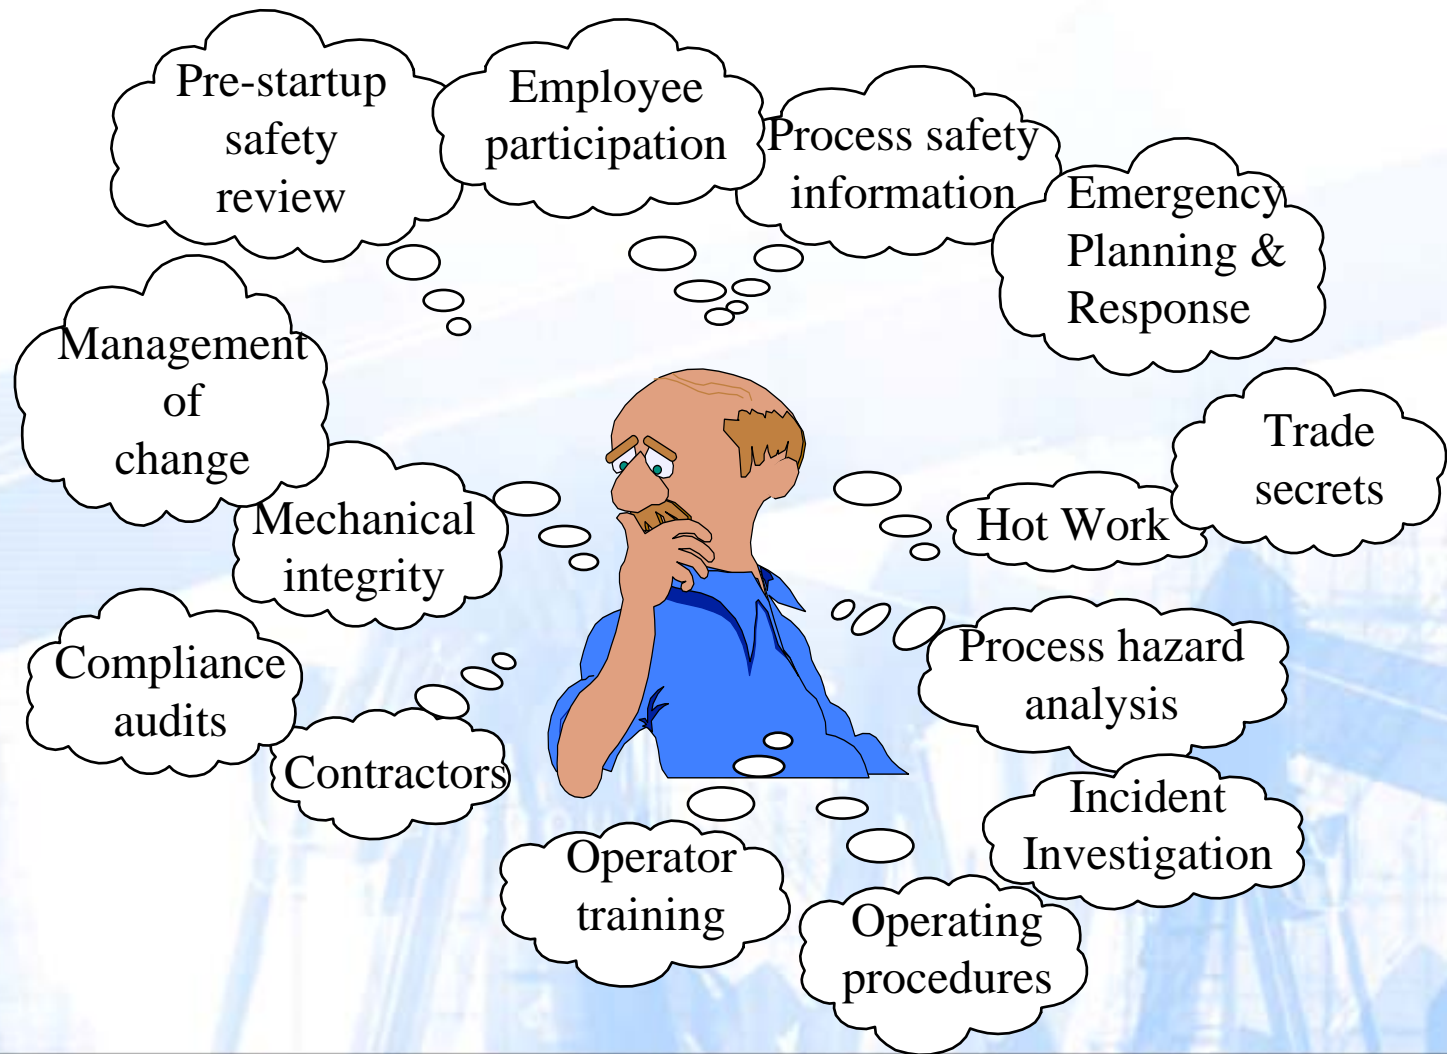 Pre-startup
safety
review
Employee
participation
Process safety
information
Emergency
Planning &
Response
Management
of
change
Trade
secrets
Mechanical
integrity
Hot Work
Compliance
audits
Process hazard
analysis
Contractors
Incident
Investigation
Operator
training
Operating
procedures